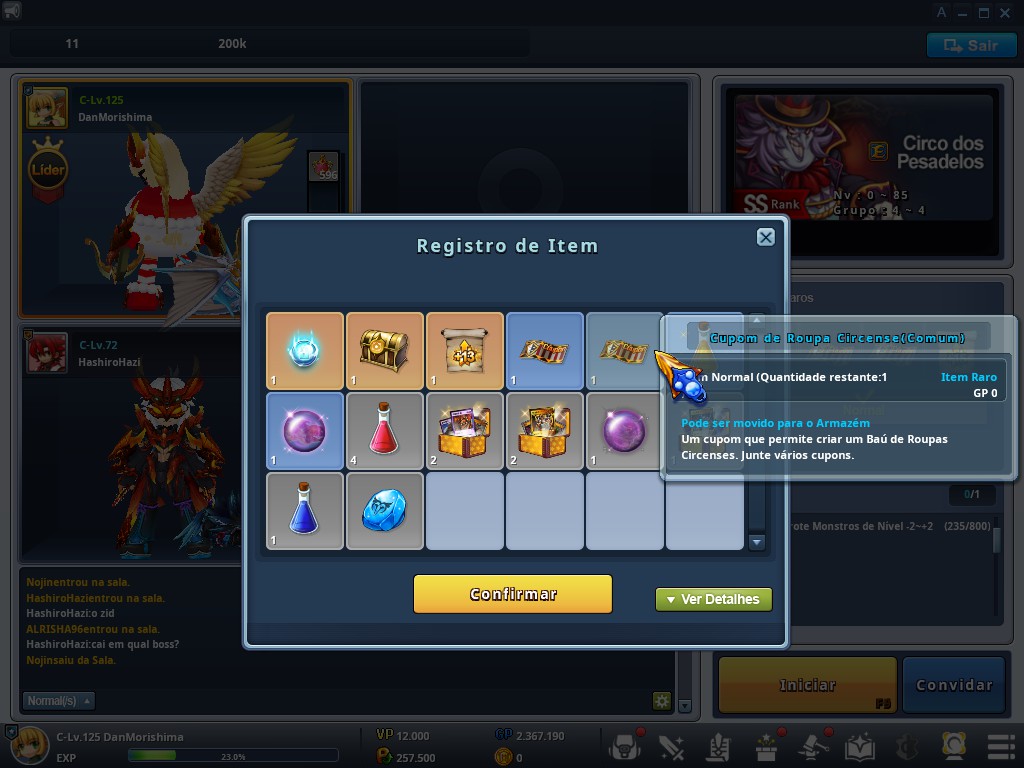 A
11
200k
Sair
C-Lv.125
DanMorishima
Líder
596
Circo dos
Pesadelos
SS Rank
Nv : 0 ~ 85
Grupo : 4 ~ 4
Registro de Item
aros
Cupom de Roupa Circense(Comum)
Normal (Quantidade restante:1
Item Raro
GP 0
Pode ser movido para o Armazém
Um cupom que permite criar um Baú de Roupas
Circenses. Junte vários cupons.
1
1
+13
1
1
1
1
4
2
2
1
1
C-Lv.72
HashiroHazi
0/1
rote Monstros de Nível -2~+2 (235/800)
Nojinentrou na sala.
HashiroHazientrou na sala.
HashiroHazi:o zid
ALRISHA96entrou na sala.
HashiroHazi:cai em qual boss?
Nojinsaiu da Sala.
Confirmar
Ver Detalhes
Normal(/s)
Iniciar
F5
Convidar
C-Lv.125 DanMorishima
EXP
23.0%
VP 12.000
GP 2.367.190
257.500
0